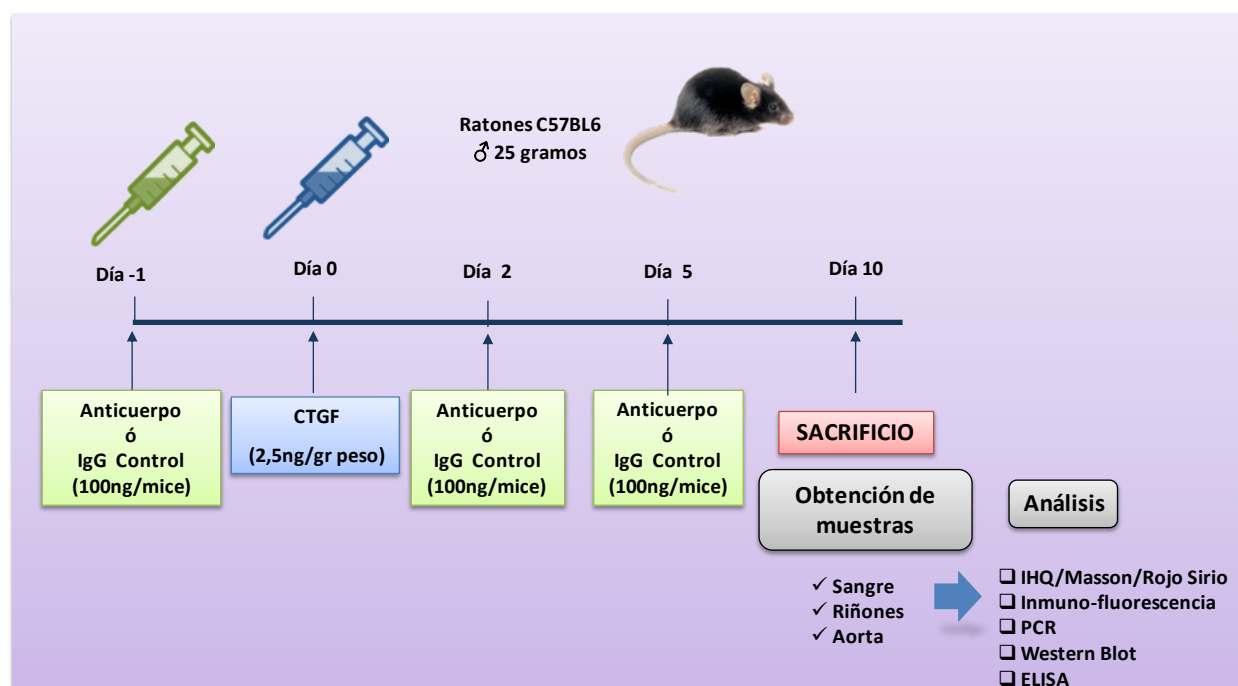 Ratones C57BL6
♂ 25 gramos
Día -1
Día 0
Día 2
Día 5
Día 10
Anticuerpo
ó
IgG Control
(100ng/mice)
CTGF
(2,5ng/gr peso)
Anticuerpo
ó
IgG Control
(100ng/mice)
Anticuerpo
ó
IgG Control
(100ng/mice)
SACRIFICIO
Obtención de
muestras
Análisis
✓ Sangre
✓ Riñones
✓ Aorta
❑ IHQ/Masson/Rojo Sirio
❑ Inmuno-fluorescencia
❑ PCR
❑ Western Blot
❑ ELISA